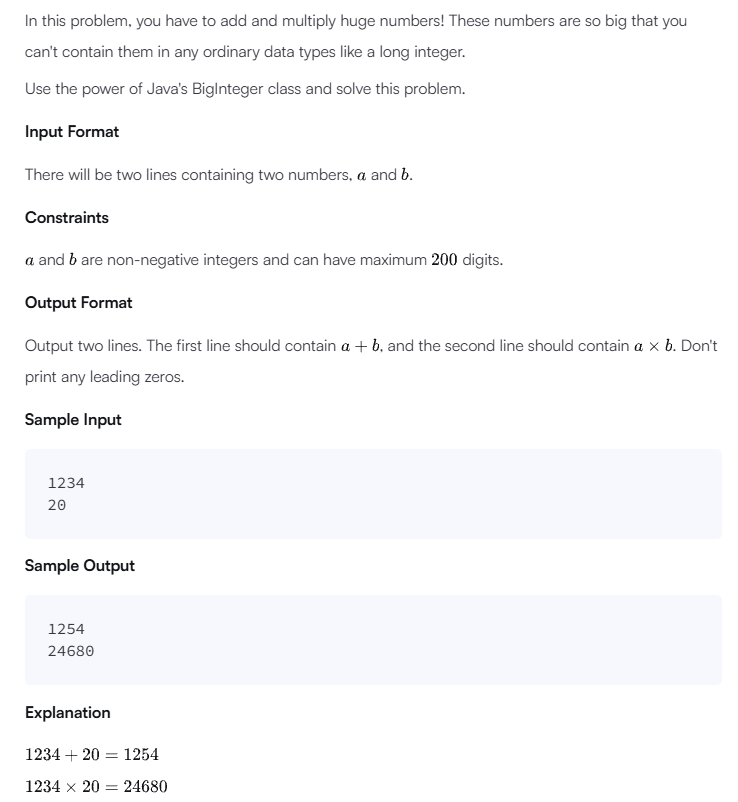 In this problem, you have to add and multiply huge numbers! These numbers are so big that you
can't contain them in any ordinary data types like a long integer.
Use the power of Java's BigInteger class and solve this problem.
Input Format
There will be two lines containing two numbers, a and b.
Constraints
a and b are non-negative integers and can have maximum 200 digits.
Output Format
Output two lines. The first line should contain a + b, and the second line should contain a × b. Don't
print any leading zeros.
Sample Input
1234
20
Sample Output
1254
24680
Explanation
1234 + 20 = 1254
1234 × 20 = 24680